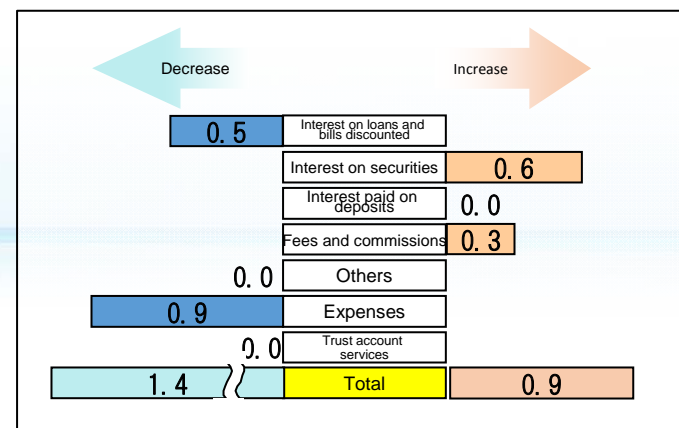 Decrease
Increase
0.5
Interest on loans and
bills discounted
Interest on securities
0.6
Interest paid on
deposits
0.0
Fees and commissions
0.3
0.0
Others
0.9
Expenses
0.0
Trust account
services
1.4
Total
0.9